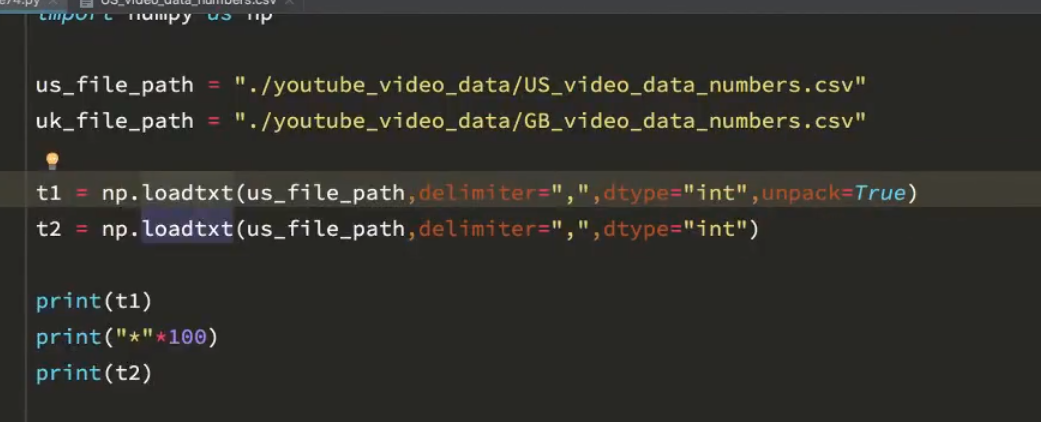 e74.py US_video_data_numbers.csv
import numpy as np
us_file_path = "./youtube_video_data/US_video_data_numbers.csv"
uk_file_path = "./youtube_video_data/GB_video_data_numbers.csv"
t1 = np.loadtxt(us_file_path,delimiter=",",dtype="int",unpack=True)
t2 = np.loadtxt(us_file_path,delimiter=",",dtype="int")
print(t1)
print("*"*100)
print(t2)